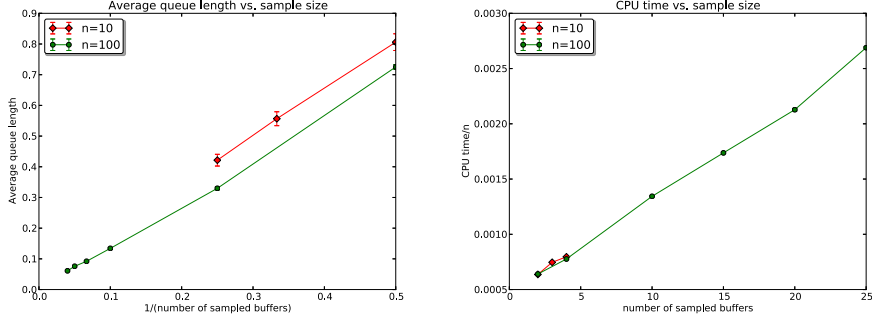 Average queue length vs. sample size
n=10
n=100
Average queue length
0.9
0.8
0.7
0.6
0.5
0.4
0.3
0.2
0.1
0.0
0.0 0.1 0.2 0.3 0.4 0.5
1/(number of sampled buffers)
CPU time vs. sample size
n=10
n=100
CPU time/n
0.0030
0.0025
0.0020
0.0015
0.0010
0.0005
0 5 10 15 20 25
number of sampled buffers